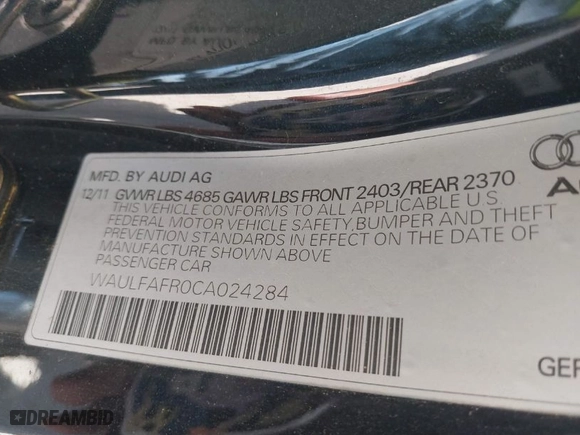 MFD. BY AUDI AG
12/11 GVWR LBS 4685 GAWR LBS FRONT 2403/REAR 2370
THIS VEHICLE CONFORMS TO ALL APPLICABLE U.S.
FEDERAL MOTOR VEHICLE SAFETY, BUMPER AND THEFT
PREVENTION STANDARDS IN EFFECT ON THE DATE OF
MANUFACTURE SHOWN ABOVE
PASSENGER CAR
WAULFAFR0CA024284
GER
DREAMBID